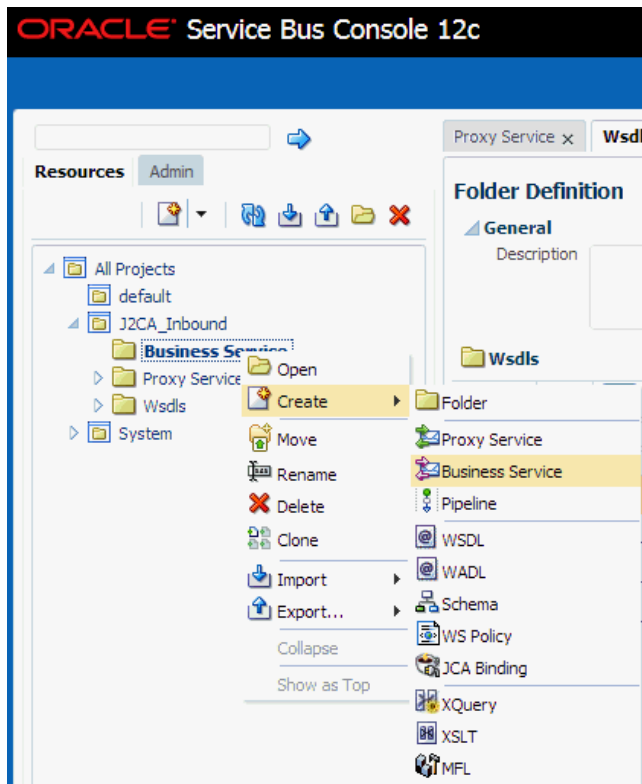 ORACLE Service Bus Console 12c
Proxy Service x
Wsdl
Resources
Admin
Folder Definition
General
Description
All Projects
default
J2CA_Inbound
Business Service
Proxy Service
Wsdls
System
Wsdls
Open
Create
Move
Rename
Delete
Clone
Import
Export...
Collapse
Show as Top
Folder
Proxy Service
Business Service
Pipeline
WSDL
WADL
Schema
WS Policy
JCA Binding
XQuery
XSLT
MFL